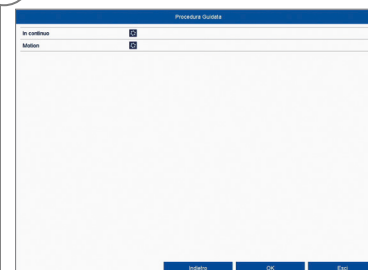 Procedura Guidata
In continuo
Motion
Indietro OK Esci